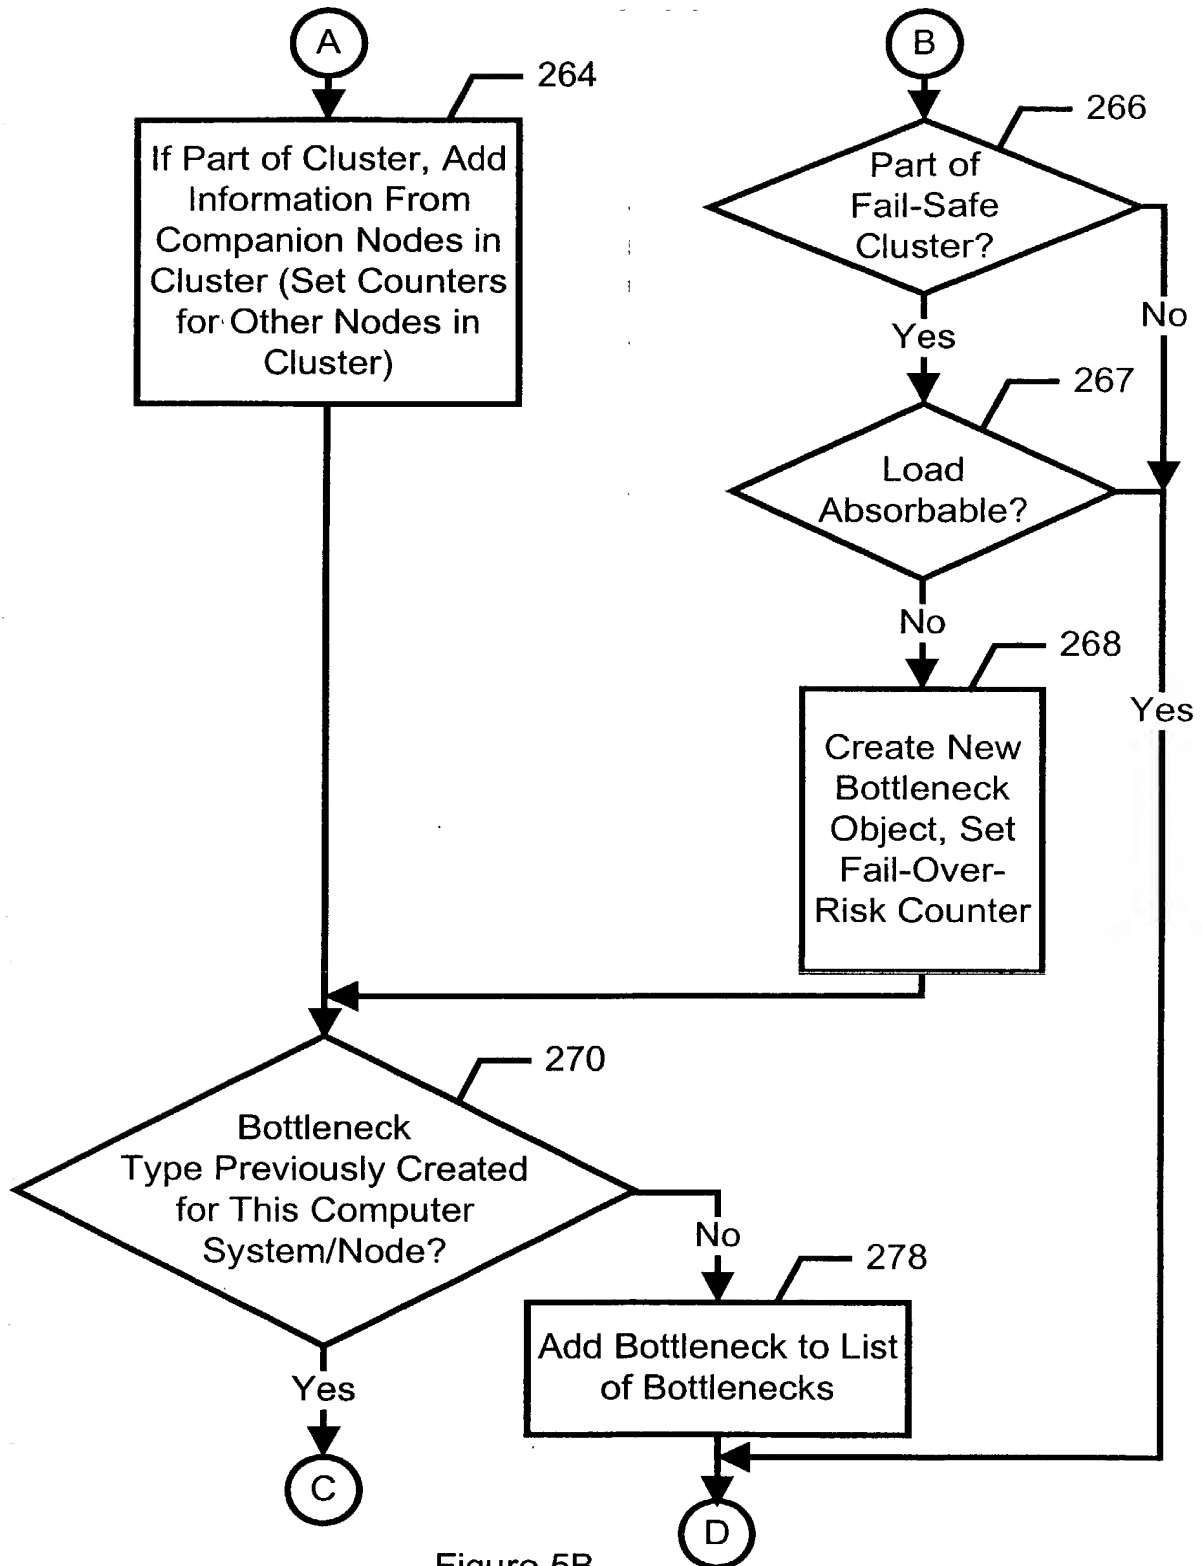 A
264
If Part of Cluster, Add
Information From
Companion Nodes in
Cluster (Set Counters
for Other Nodes in
Cluster)
B
266
Part of
Fail-Safe
Cluster?
No
Yes
267
Load
Absorbable?
No
268
Yes
Create New
Bottleneck
Object, Set
Fail-Over-
Risk Counter
270
Bottleneck
Type Previously Created
for This Computer
System/Node?
No
278
Add Bottleneck to List
of Bottlenecks
Yes
C
D
Figure 5B